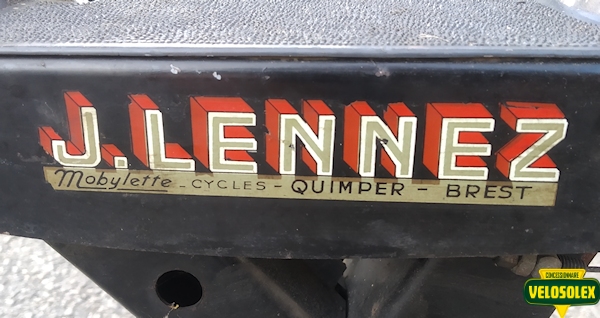 J. LENNEZ
Mobylette - CYCLES - QUIMPER - BREST
CONCESSIONNAIRE
VELOSOLEX